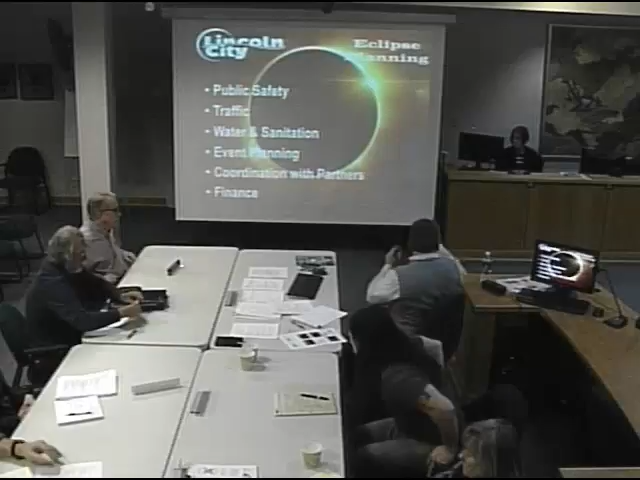 Lincoln
City
Eclipse
Planning
• Public Safety
• Traffic
• Water & Sanitation
• Event Planning
• Coordination with Partners
• Finance